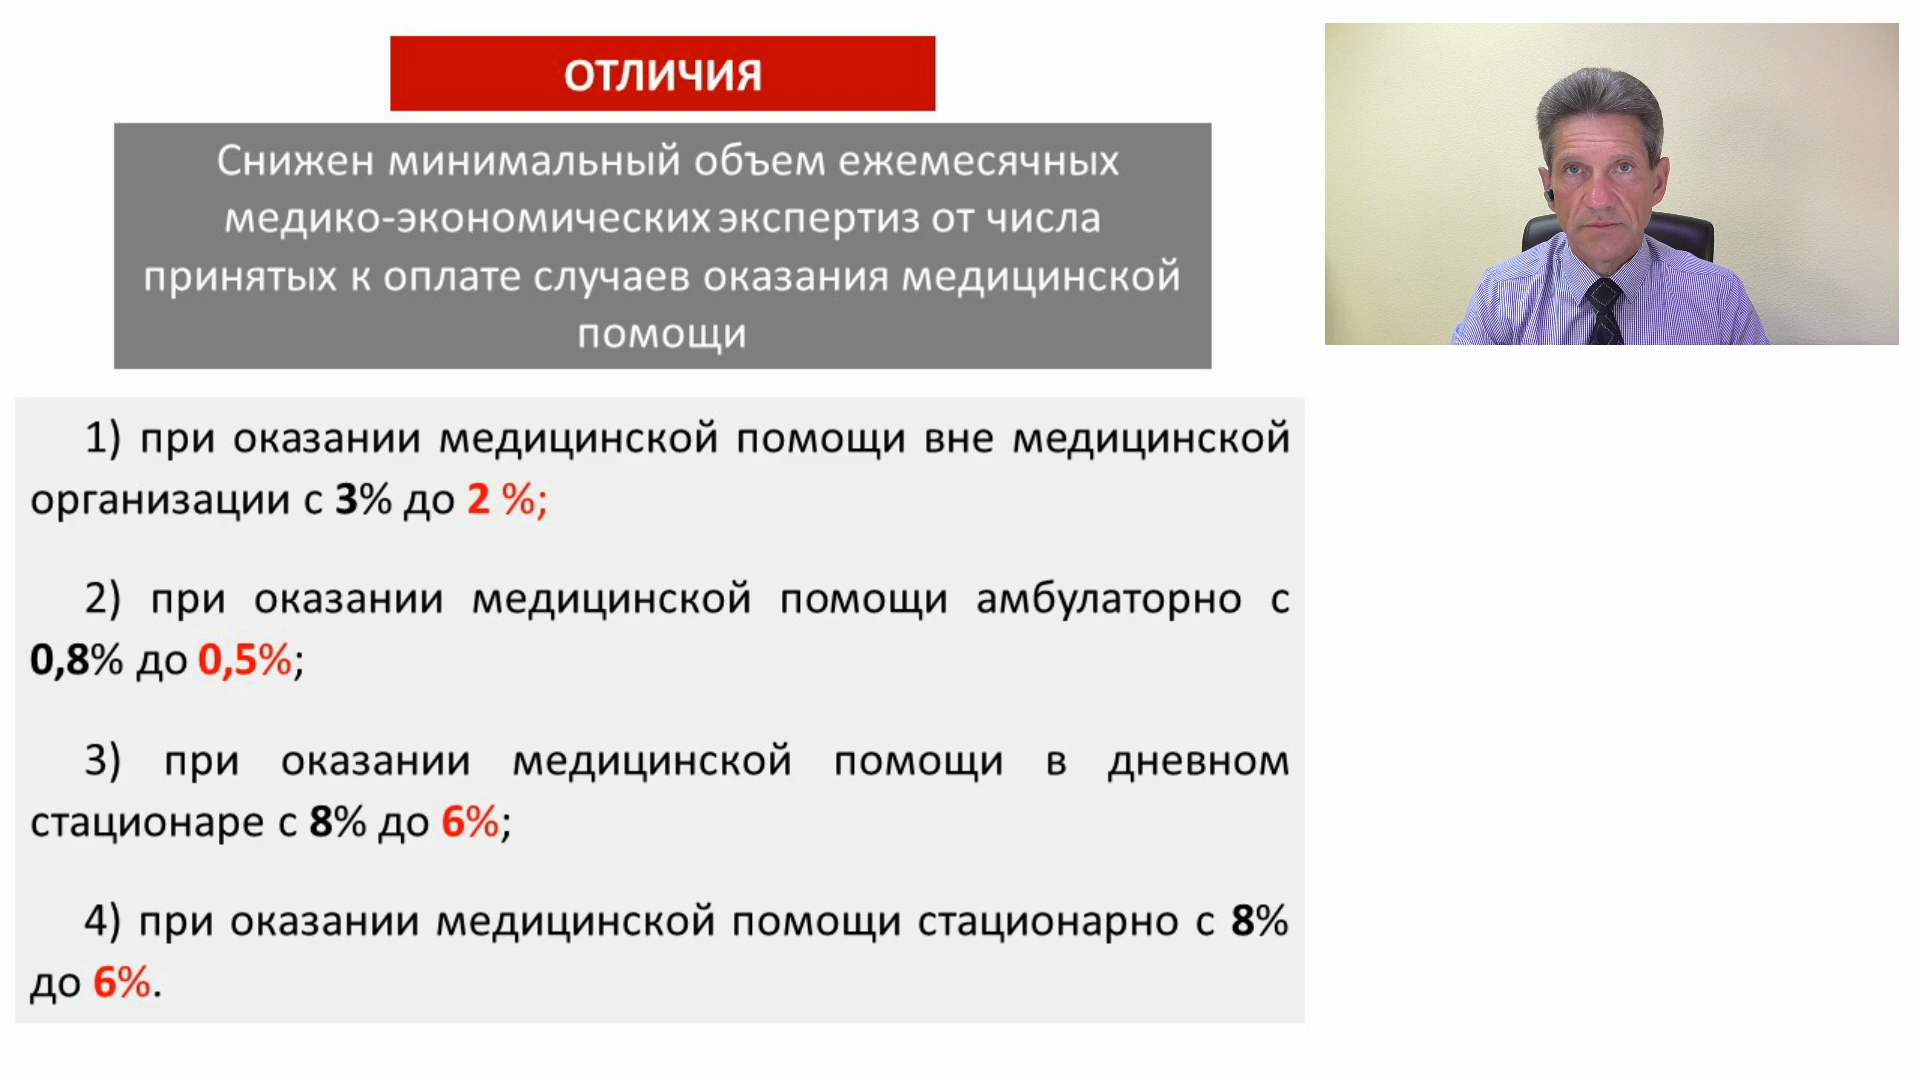 ОТЛИЧИЯ
Снижен минимальный объем ежемесячных
медико-экономических экспертиз от числа
принятых к оплате случаев оказания медицинской
помощи
1) при оказании медицинской помощи вне медицинской
организации с 3% до 2 %;
2) при оказании медицинской помощи амбулаторно с
0,8% до 0,5%;
3) при оказании медицинской помощи в дневном
стационаре с 8% до 6%;
4) при оказании медицинской помощи стационарно с 8%
до 6%.